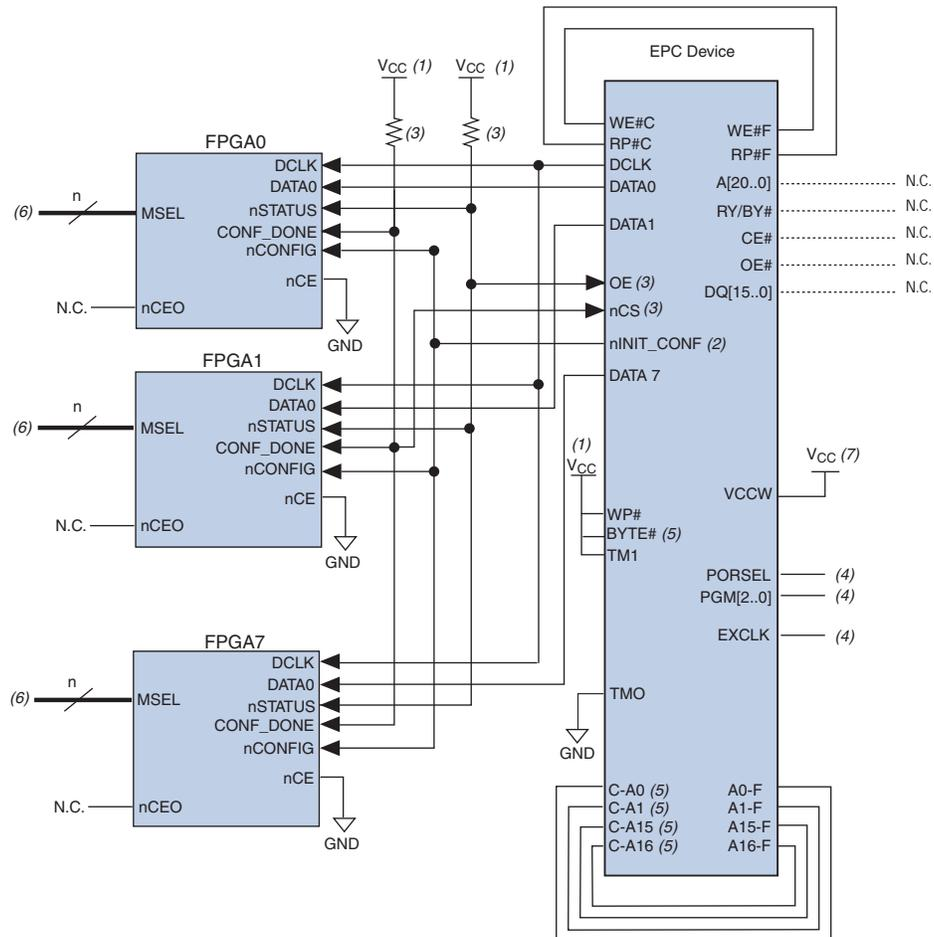 EPC Device
VCC (1)
VCC (1)
(3)
(3)
FPGA0
DCLK
DATA0
nSTATUS
CONF_DONE
nCONFIG
nCE
MSEL
nCEO
(6)
n
N.C.
GND
FPGA1
DCLK
DATA0
nSTATUS
CONF_DONE
nCONFIG
nCE
MSEL
nCEO
(6)
n
N.C.
GND
FPGA7
DCLK
DATA0
nSTATUS
CONF_DONE
nCONFIG
nCE
MSEL
nCEO
(6)
n
N.C.
GND
WE#C
RP#C
DCLK
DATA0
DATA1
OE (3)
nCS (3)
nINIT_CONF (2)
DATA 7
(1)
VCC
WP#
BYTE# (5)
TM1
TMO
GND
C-A0 (5)
C-A1 (5)
C-A15 (5)
C-A16 (5)
WE#F
RP#F
A[20..0]
N.C.
RY/BY#
N.C.
CE#
N.C.
OE#
N.C.
DQ[15..0]
N.C.
VCC (7)
VCCW
PORSEL
(4)
PGM[2..0]
(4)
EXCLK
(4)
A0-F
A1-F
A15-F
A16-F